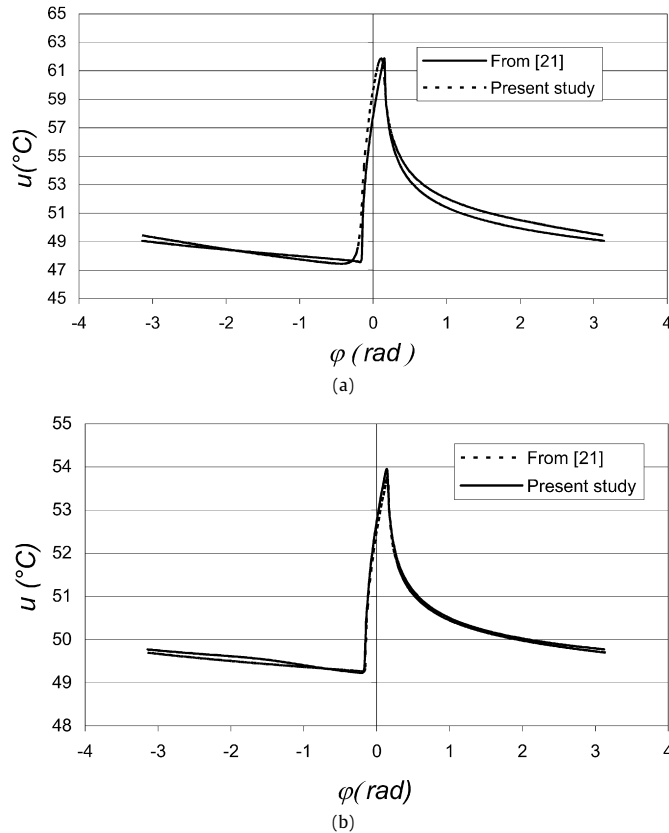 65
63
61
59
57
55
53
51
49
47
45
u(°C)
From [21]
Present study
-4 -3 -2 -1 0 1 2 3 4
φ ( rad )
(a)
55
54
53
52
51
50
49
48
u (°C)
From [21]
Present study
-4 -3 -2 -1 0 1 2 3 4
φ( rad)
(b)